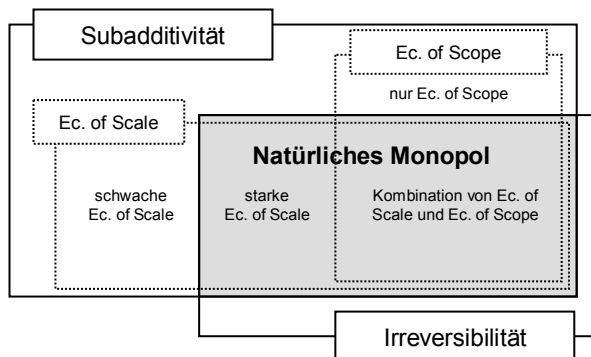 Subadditivität
Ec. of Scope
nur Ec. of Scope
Ec. of Scale
Natürliches Monopol
schwache
Ec. of Scale
starke
Ec. of Scale
Kombination von Ec. of
Scale und Ec. of Scope
Irreversibilität